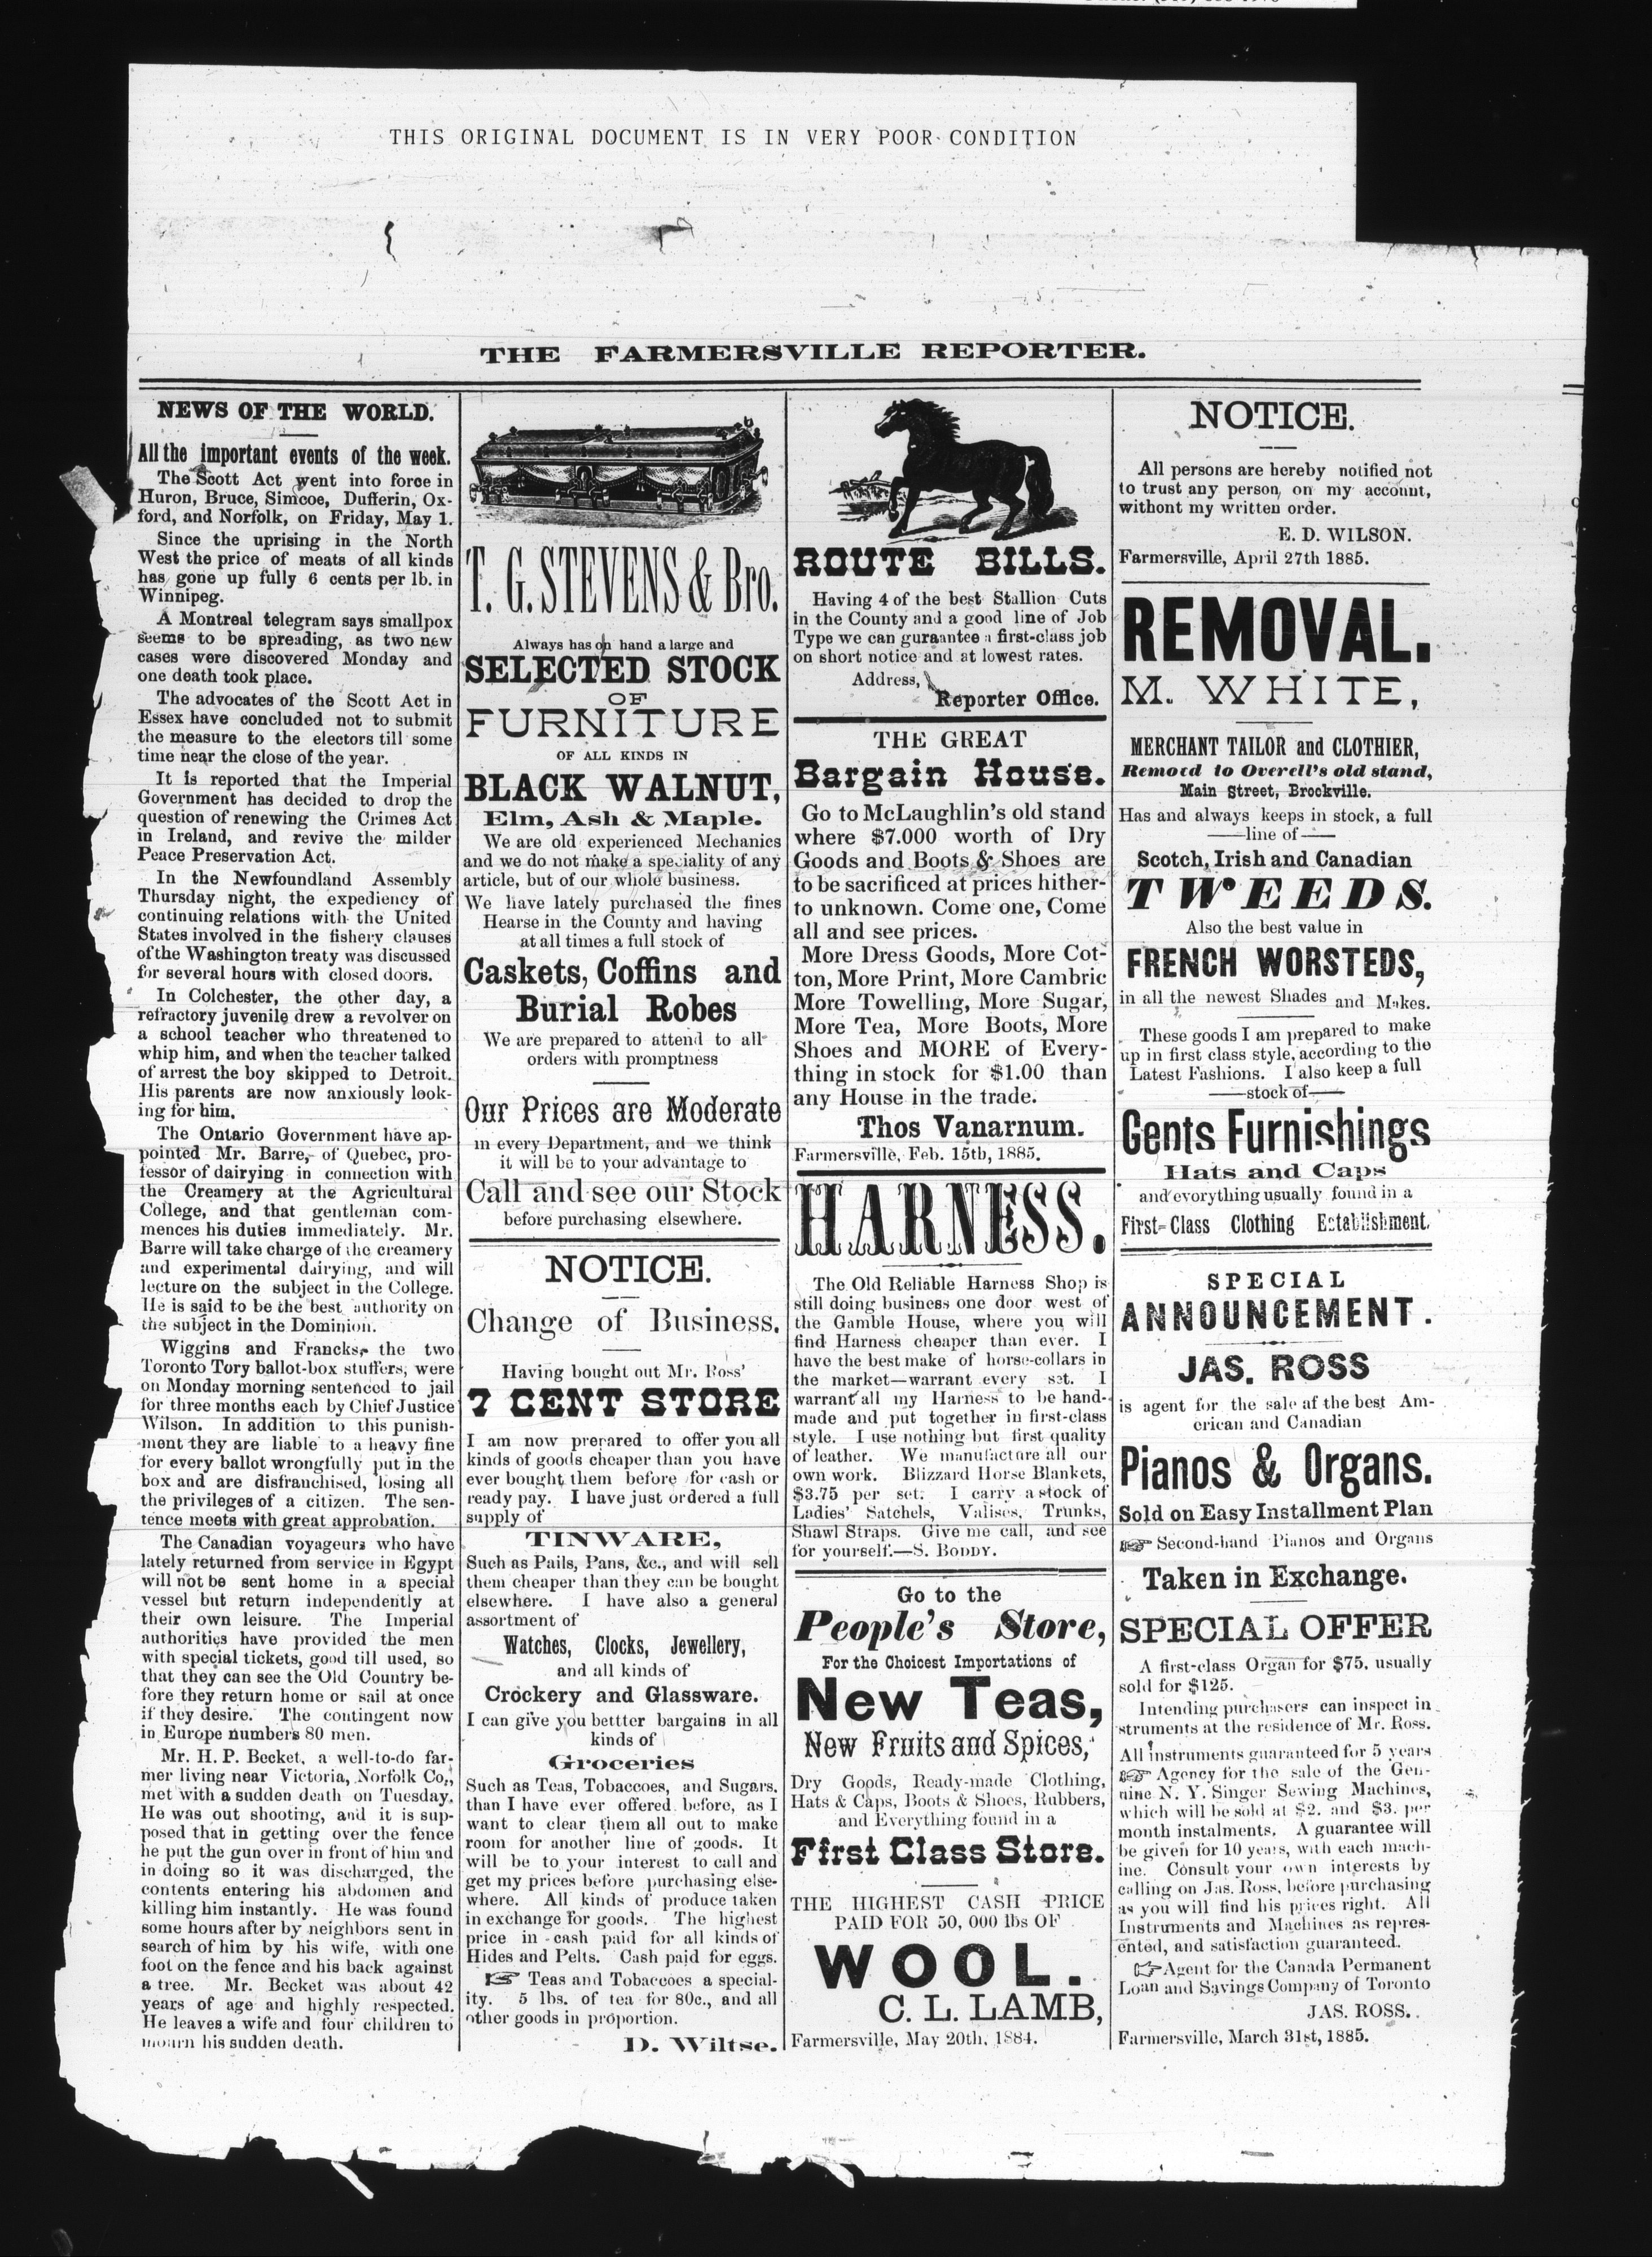 THIS ORIGINAL DOCUMENT IS IN VERY POOR CONDITION
THE FARMERSVILLE REPORTER.
NEWS OF THE WORLD.
All the important events of the week.
The Scott Act went into force in
Huron, Bruce, Simcoe, Dufferin, Ox-
ford, and Norfolk, on Friday, May 1.
Since the uprising in the North
West the price of meats of all kinds
has gone up fully 6 cents per lb. in
Winnipeg.
A Montreal telegram says smallpox
seems to be spreading, as two new
cases were discovered Monday and
one death took place.
The advocates of the Scott Act in
Essex have concluded not to submit
the measure to the electors till some
time near the close of the year.
It is reported that the Imperial
Government has decided to drop the
question of renewing the Crimes Act
in Ireland, and revive the milder
Peace Preservation Act.
In the Newfoundland Assembly
Thursday night, the expediency of
continuing relations with the United
States involved in the fishery clauses
of the Washington treaty was discussed
for several hours with closed doors.
In Colchester, the other day, a
refractory juvenile drew a revolver on
a school teacher who threatened to
whip him, and when the teacher talked
of arrest the boy skipped to Detroit.
His parents are now anxiously look-
ing for him.
The Ontario Government have ap-
pointed Mr. Barre, of Quebec, pro-
fessor of dairying in connection with
the Creamery at the Agricultural
College, and that gentleman com-
mences his duties immediately. Mr.
Barre will take charge of the creamery
and experimental dairying, and will
lecture on the subject in the College.
He is said to be the best authority on
the subject in the Dominion.
Wiggins and Francks, the two
Toronto Tory ballot-box stuffers, were
on Monday morning sentenced to jail
for three months each by Chief Justice
Wilson. In addition to this punish-
ment they are liable to a heavy fine
for every ballot wrongfully put in the
box and are disfranchised, losing all
the privileges of a citizen. The sen-
tence meets with great approbation.
The Canadian voyageurs who have
lately returned from service in Egypt
will not be sent home in a special
vessel but return independently at
their own leisure. The Imperial
authorities have provided the men
with special tickets, good till used, so
that they can see the Old Country be-
fore they return home or sail at once
if they desire. The contingent now
in Europe numbers 80 men.
Mr. H. P. Becket, a well-to-do far-
mer living near Victoria, Norfolk Co.,
met with a sudden death on Tuesday.
He was out shooting, and it is sup-
posed that in getting over the fence
he put the gun over in front of him and
in doing so it was discharged, the
contents entering his abdomen and
killing him instantly. He was found
some hours after by neighbors sent in
search of him by his wife, with one
foot on the fence and his back against
a tree. Mr. Becket was about 42
years of age and highly respected.
He leaves a wife and four children to
mourn his sudden death.
T. G. STEVENS & Bro.
Always has on hand a large and
SELECTED STOCK
OF
FURNITURE
OF ALL KINDS IN
BLACK WALNUT,
Elm, Ash & Maple.
We are old experienced Mechanics
and we do not make a speciality of any
article, but of our whole business.
We have lately purchased the fines
Hearse in the County and having
at all times a full stock of
Caskets, Coffins and
Burial Robes
We are prepared to attend to all
orders with promptness
Our Prices are Moderate
in every Department, and we think
it will be to your advantage to
Call and see our Stock
before purchasing elsewhere.
NOTICE.
Change of Business.
Having bought out Mr. Ross'
7 CENT STORE
I am now prerared to offer you all
kinds of goods cheaper than you have
ever bought them before for cash or
ready pay. I have just ordered a full
supply of
TINWARE,
Such as Pails, Pans, &c., and will sell
them cheaper than they can be bought
elsewhere. I have also a general
assortment of
Watches, Clocks, Jewellery,
and all kinds of
Crockery and Glassware.
I can give you bettter bargains in all
kinds of
Groceries
Such as Teas, Tobaccoes, and Sugars.
than I have ever offered before, as I
want to clear them all out to make
room for another line of goods. It
will be to your interest to call and
get my prices before purchasing else-
where. All kinds of produce taken
in exchange for goods. The highest
price in cash paid for all kinds of
Hides and Pelts. Cash paid for eggs.
☞ Teas and Tobaccoes a special-
ity. 5 lbs. of tea for 80c., and all
other goods in proportion.
D. Wiltse.
ROUTE BILLS.
Having 4 of the best Stallion Cuts
in the County and a good line of Job
Type we can guraantee a first-class job
on short notice and at lowest rates.
Address,
Reporter Office.
THE GREAT
Bargain House.
Go to McLaughlin's old stand
where $7.000 worth of Dry
Goods and Boots & Shoes are
to be sacrificed at prices hither-
to unknown. Come one, Come
all and see prices.
More Dress Goods, More Cot-
ton, More Print, More Cambric
More Towelling, More Sugar,
More Tea, More Boots, More
Shoes and MORE of Every-
thing in stock for $1.00 than
any House in the trade.
Thos Vanarnum.
Farmersville, Feb. 15th, 1885.
HARNESS.
The Old Reliable Harness Shop is
still doing business one door west of
the Gamble House, where you will
find Harness cheaper than ever. I
have the best make of horse-collars in
the market—warrant every set. I
warrant all my Harness to be hand-
made and put together in first-class
style. I use nothing but first quality
of leather. We manufacture all our
own work. Blizzard Horse Blankets,
$3.75 per set. I carry a stock of
Ladies' Satchels, Valises, Trunks,
Shawl Straps. Give me call, and see
for yourself.—S. BODDY.
Go to the
People's Store,
For the Choicest Importations of
New Teas,
New Fruits and Spices,
Dry Goods, Ready-made Clothing,
Hats & Caps, Boots & Shoes, Rubbers,
and Everything found in a
First Class Store.
THE HIGHEST CASH PRICE
PAID FOR 50, 000 lbs OF
WOOL.
C. L. LAMB,
Farmersville, May 20th, 1884.
NOTICE.
All persons are hereby notified not
to trust any person, on my account,
withont my written order.
E. D. WILSON.
Farmersville, April 27th 1885.
REMOVAL.
M. WHITE,
MERCHANT TAILOR and CLOTHIER,
Remoed to Overell's old stand,
Main Street, Brockville.
Has and always keeps in stock, a full
—line of—
Scotch, Irish and Canadian
TWEEDS.
Also the best value in
FRENCH WORSTEDS,
in all the newest Shades and Makes.
These goods I am prepared to make
up in first class style, according to the
Latest Fashions. I also keep a full
—stock of—
Gents Furnishings
Hats and Caps
and evorything usually found in a
First-Class Clothing Establishment.
SPECIAL
ANNOUNCEMENT.
JAS. ROSS
is agent for the sale af the best Am-
erican and Canadian
Pianos & Organs.
Sold on Easy Installment Plan
☞ Second-hand Pianos and Organs
Taken in Exchange.
SPECIAL OFFER
A first-class Organ for $75, usually
sold for $125.
Intending purchasers can inspect in
struments at the residence of Mr. Ross.
All instruments guaranteed for 5 years
☞ Agency for the sale of the Gen-
uine N. Y. Singer Sewing Machines,
which will be sold at $2. and $3. per
month instalments. A guarantee will
be given for 10 years, with each mach-
ine. Consult your own interests by
calling on Jas. Ross, before purchasing
as you will find his prices right. All
Instruments and Machines as repres-
ented, and satisfaction guaranteed.
☞ Agent for the Canada Permanent
Loan and Savings Company of Toronto
JAS. ROSS.
Farmersville, March 31st, 1885.